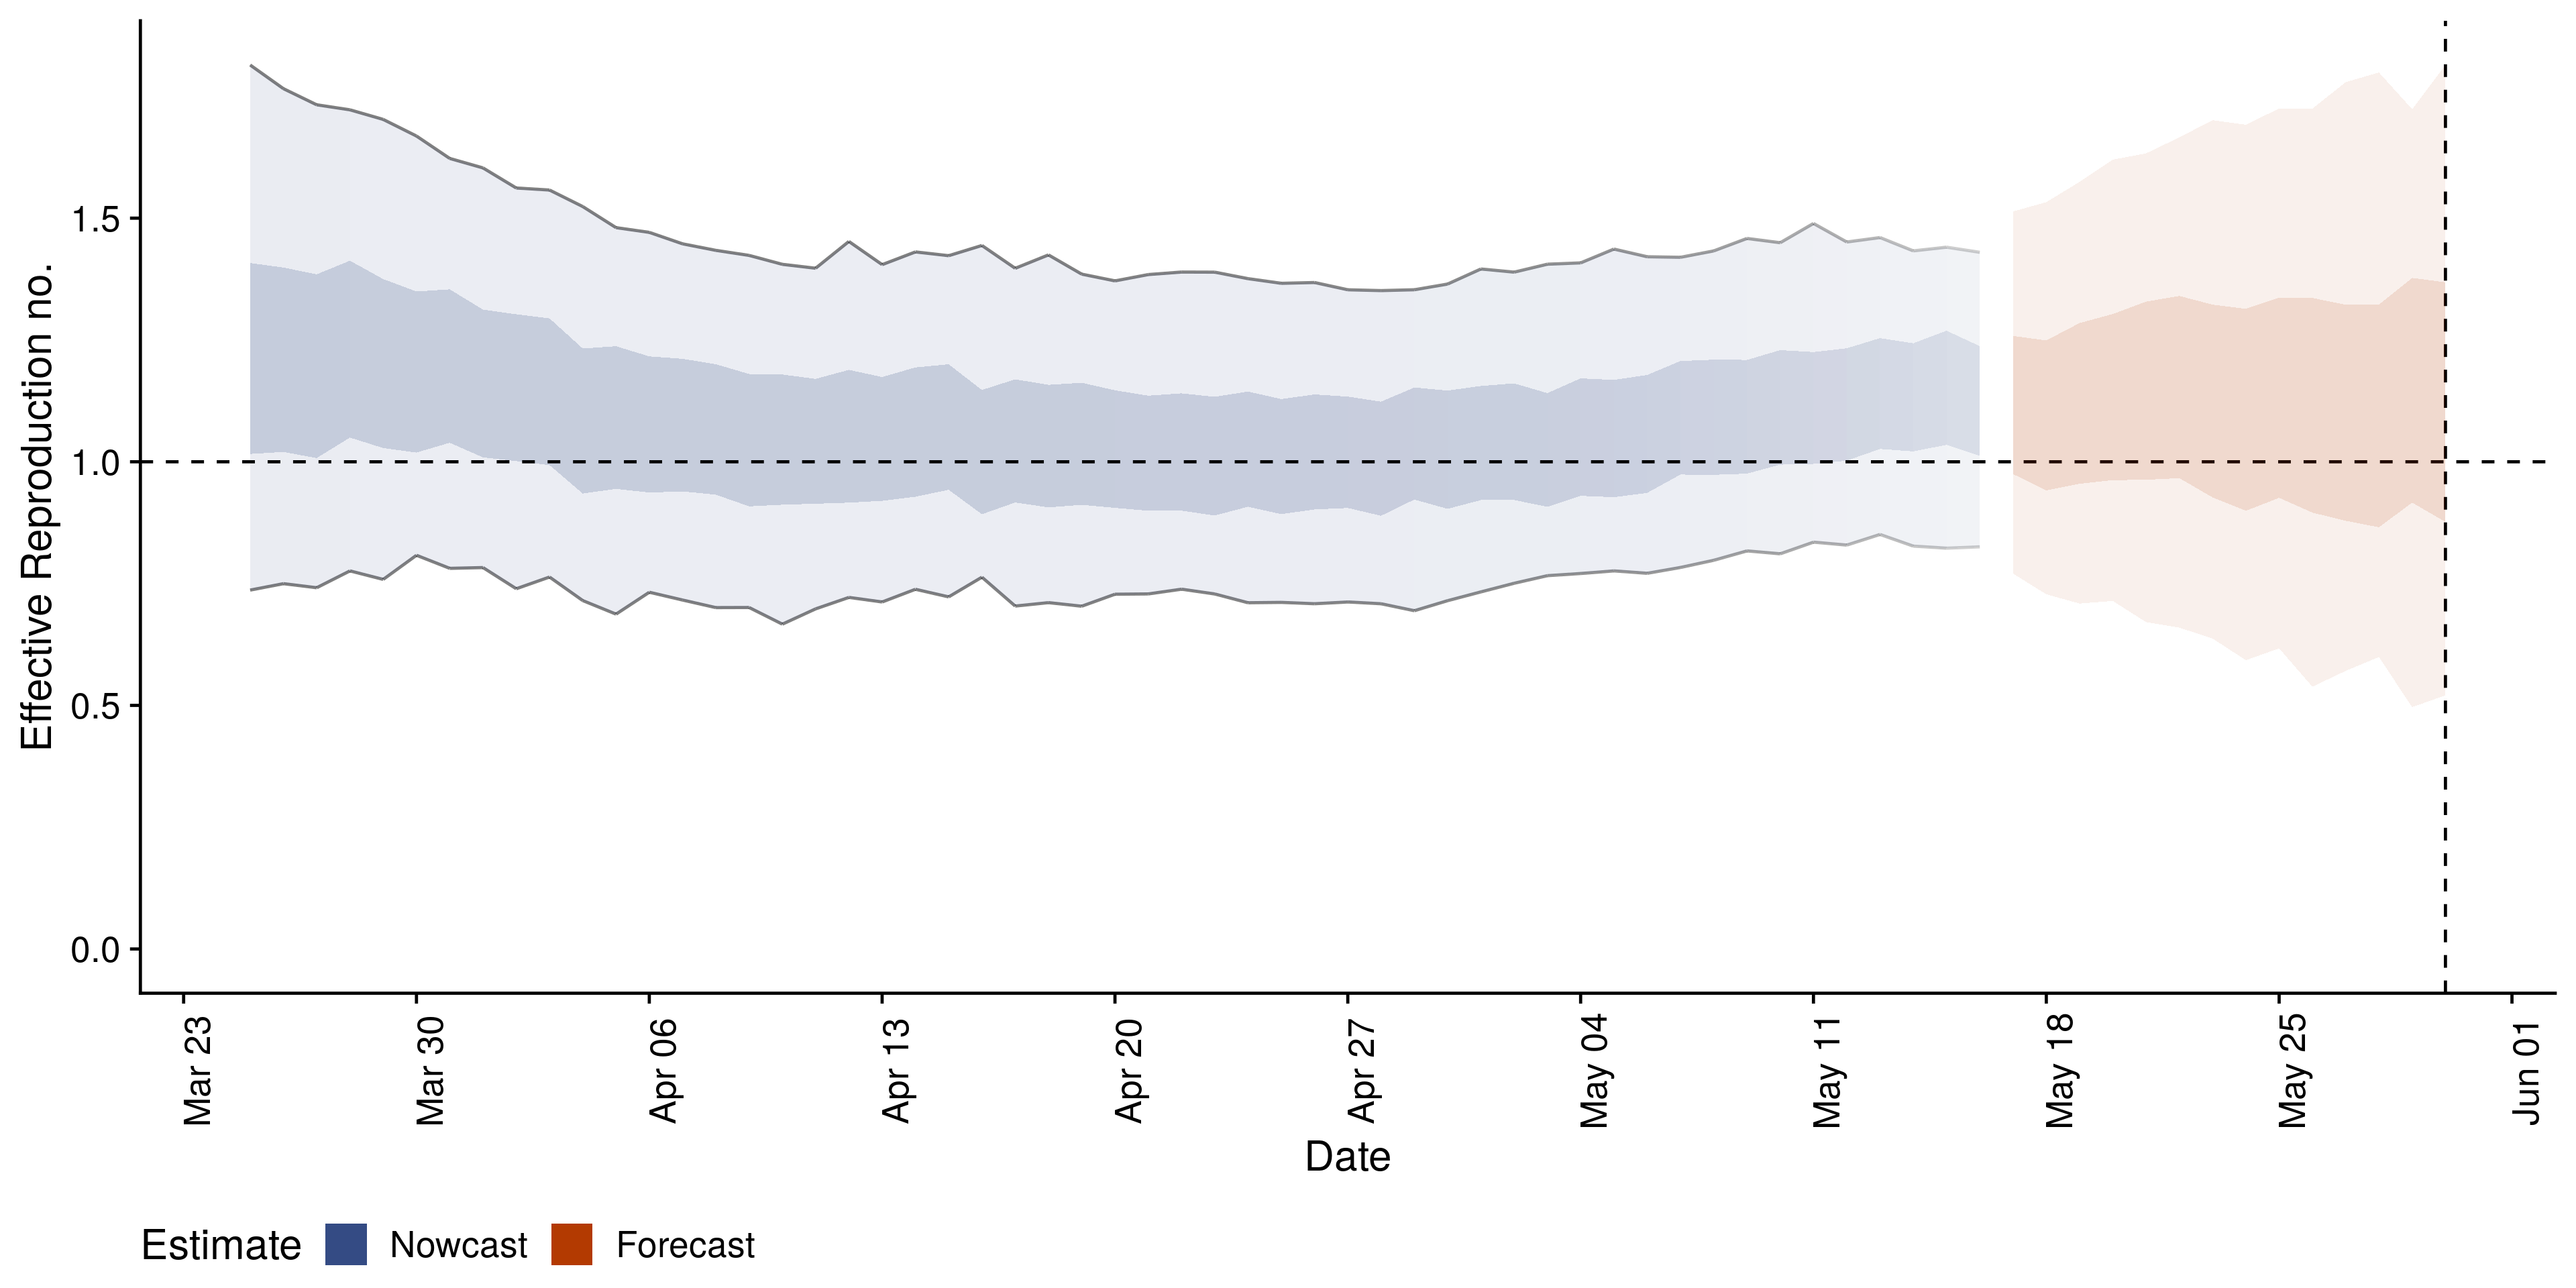 Effective Reproduction no.
1.5
1.0
0.5
0.0
Mar 23
Mar 30
Apr 06
Apr 13
Apr 20
Apr 27
May 04
May 11
May 18
May 25
Jun 01
Date
Estimate Nowcast Forecast